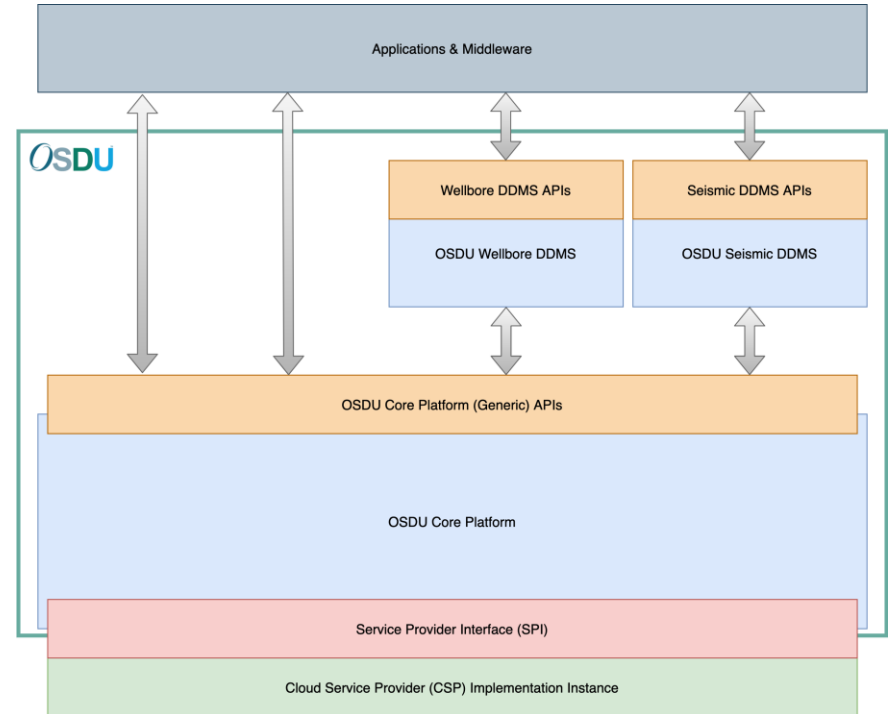 Applications & Middleware
OSDU
Wellbore DDMS APIs
Seismic DDMS APIs
OSDU Wellbore DDMS
OSDU Seismic DDMS
OSDU Core Platform (Generic) APIs
OSDU Core Platform
Service Provider Interface (SPI)
Cloud Service Provider (CSP) Implementation Instance